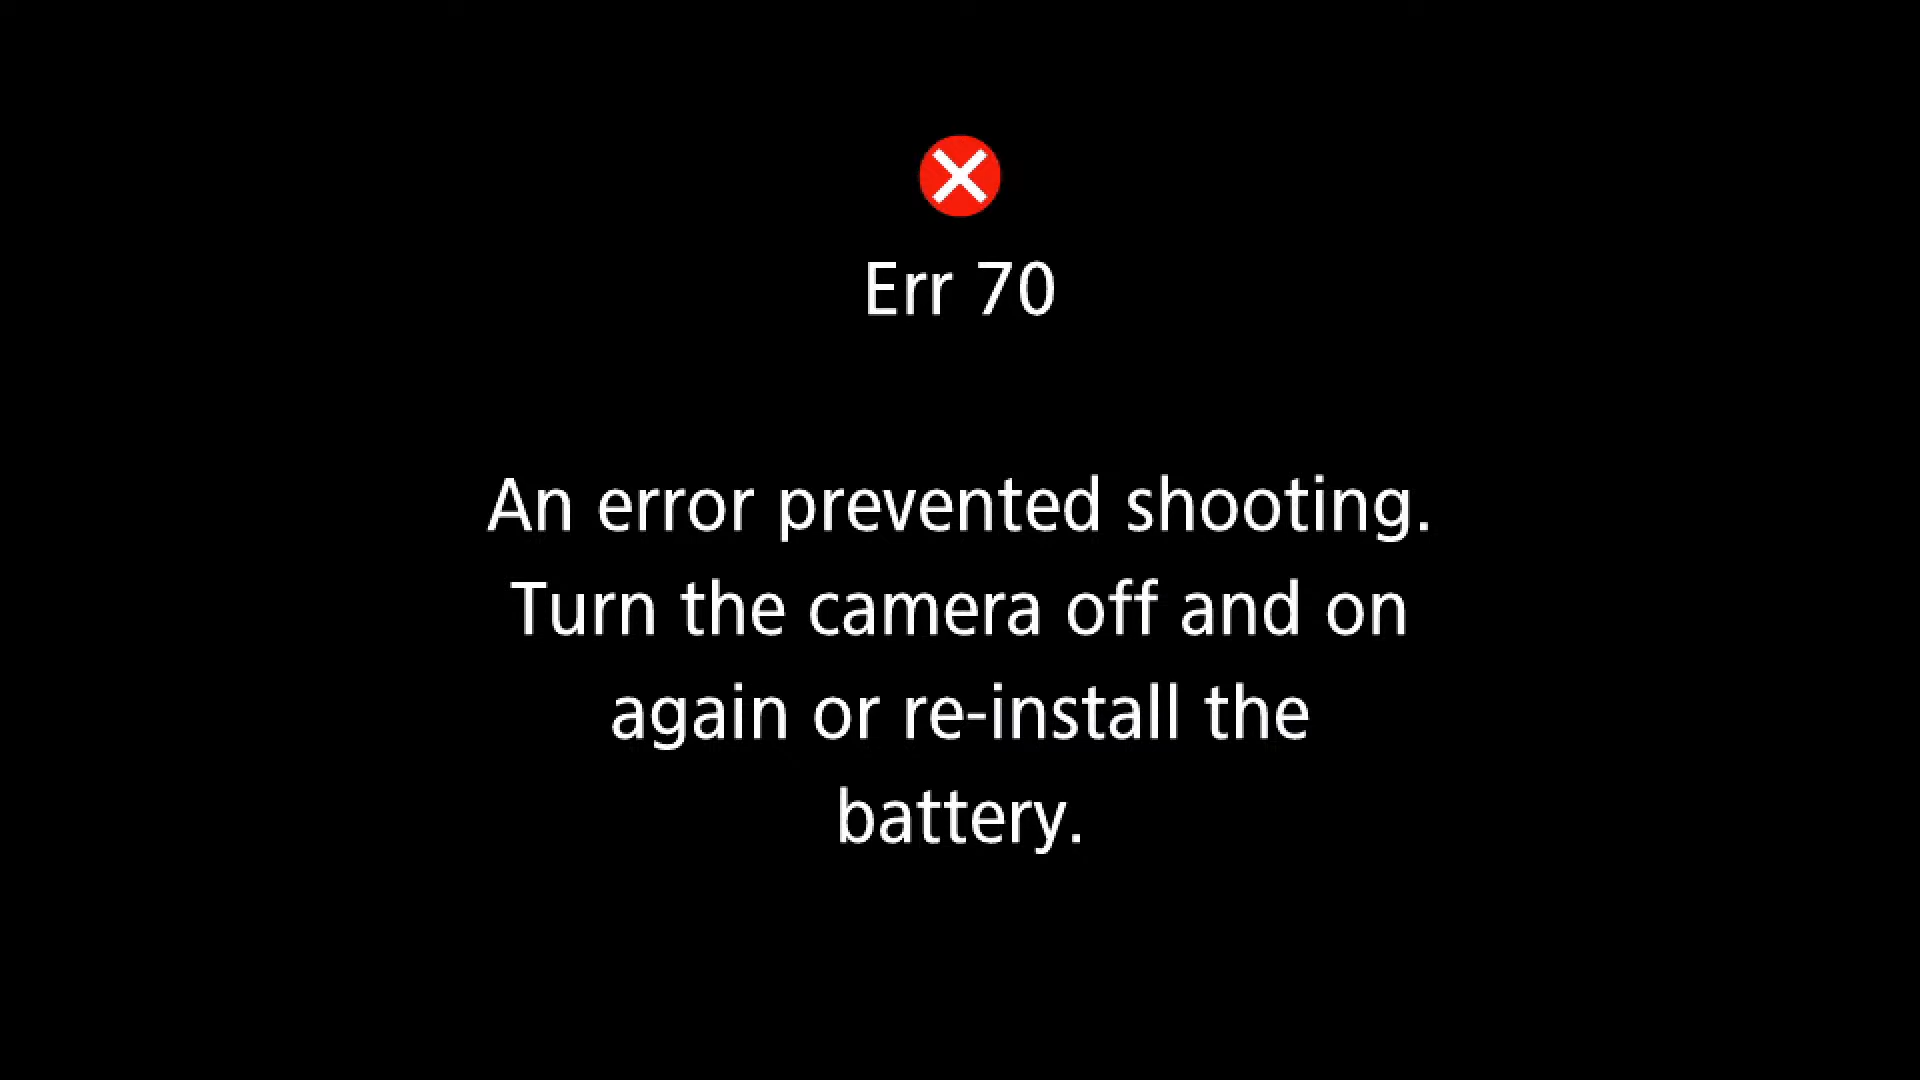 Err 70
An error prevented shooting.
Turn the camera off and on
again or re-install the
battery.